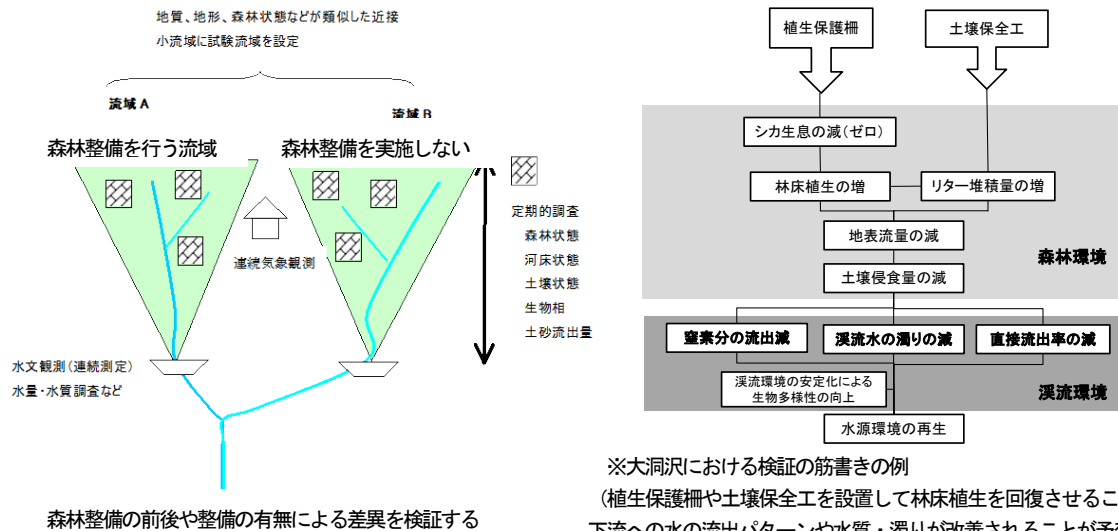 地質、地形、森林状態などが類似した近接
小流域に試験流域を設定
流域 A
流域 B
森林整備を行う流域
森林整備を実施しない
連続気象観測
定期的調査
森林状態
河床状態
土壌状態
生物相
土砂流出量
水文観測（連続測定）
水量・水質調査など
森林整備の前後や整備の有無による差異を検証する
植生保護柵
土壌保全工
シカ生息の減（ゼロ）
林床植生の増
リター堆積量の増
地表流量の減
森林環境
土壌侵食量の減
窒素分の流出減
渓流水の濁りの減
直接流出率の減
渓流環境の安定化による
生物多様性の向上
渓流環境
水源環境の再生
※大洞沢における検証の筋書きの例
（植生保護柵や土壌保全工を設置して林床植生を回復させるこ
下流への水の流出パターンや水質・濁りが改善されることが予